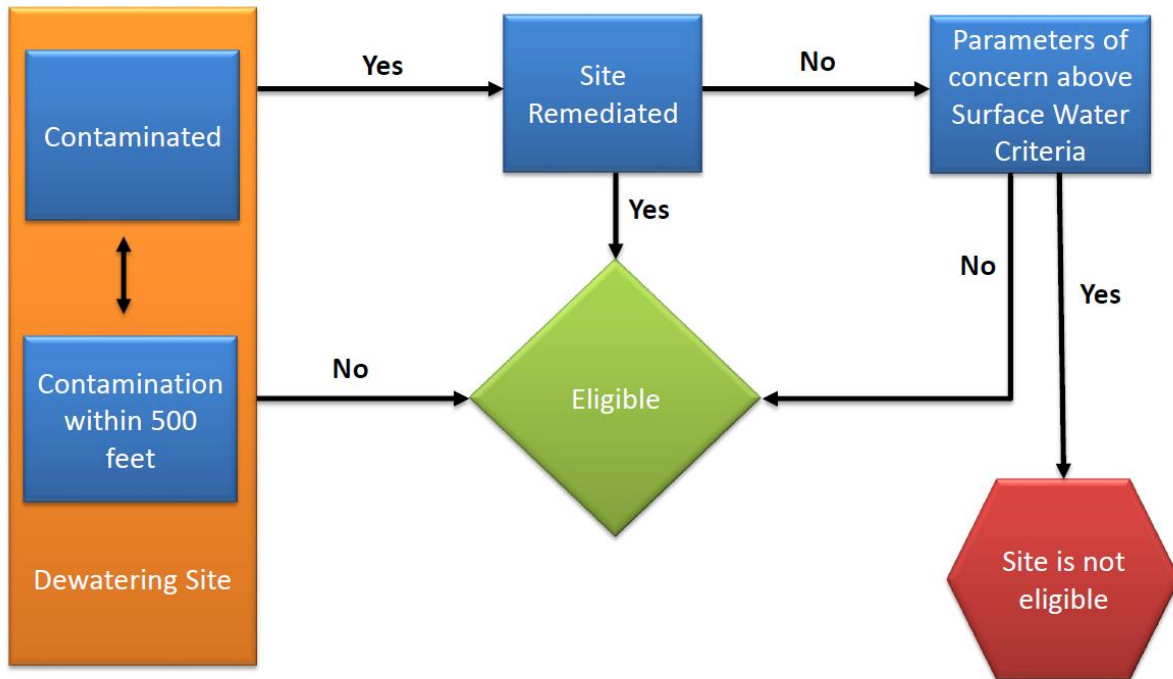 Contaminated
Yes
Site
Remediated
No
Parameters of
concern above
Surface Water
Criteria
Yes
No
Yes
Contamination
within 500
feet
No
Eligible
Dewatering Site
Site is not
eligible